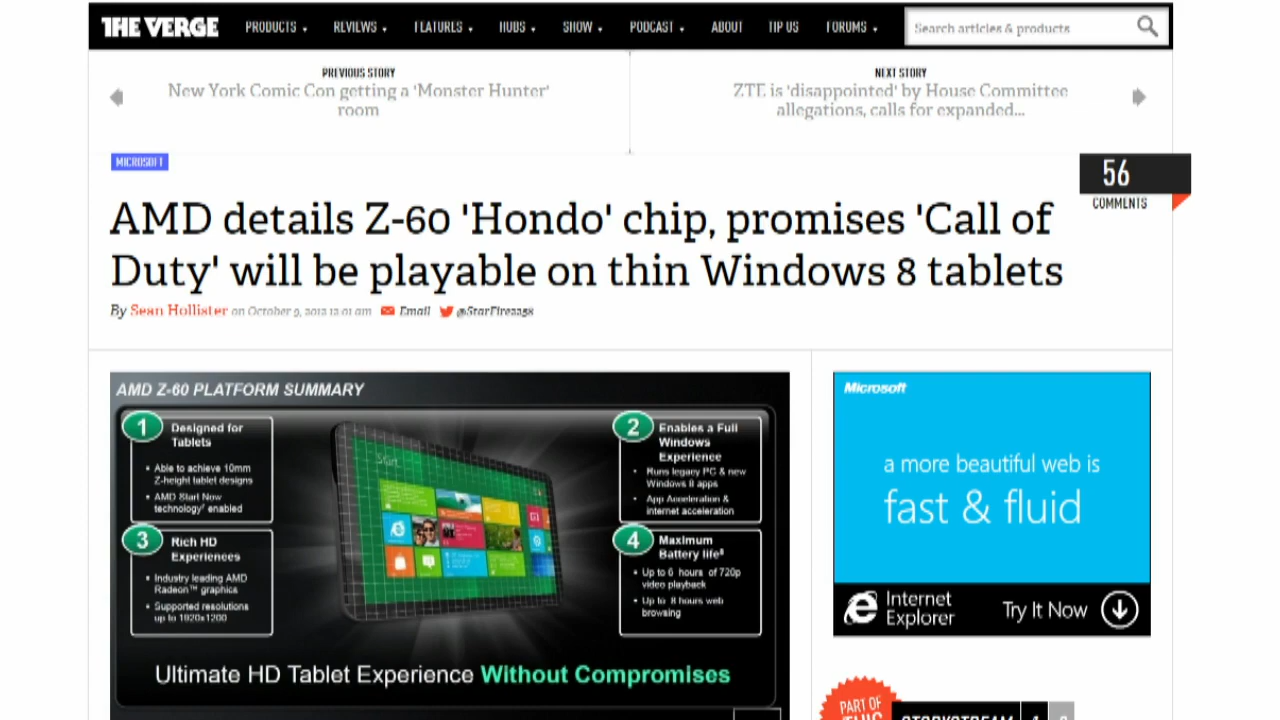 THE VERGE PRODUCTS REVIEWS FEATURES HUBS SHOW PODCAST ABOUT TIP US FORUMS Search articles & products
PREVIOUS STORY
New York Comic Con getting a 'Monster Hunter'
room
NEXT STORY
ZTE is 'disappointed' by House Committee
allegations, calls for expanded...
MICROSOFT
56
COMMENTS
AMD details Z-60 'Hondo' chip, promises 'Call of
Duty' will be playable on thin Windows 8 tablets
By Sean Hollister on October 9, 2012 12:01 am Email @StarFire2258
AMD Z-60 PLATFORM SUMMARY
1 Designed for
Tablets
▪ Able to achieve 10mm
Z-height tablet designs
▪ AMD Start Now
technology enabled
2 Enables a Full
Windows
Experience
• Runs legacy PC & new
Windows 8 apps
• App Acceleration &
internet acceleration
Start
3 Rich HD
Experiences
▪ Industry leading AMD
Radeon™ graphics
▪ Supported resolutions
up to 1920x1200
4 Maximum
Battery life
▪ Up to 6 hours of 720p
video playback
▪ Up to 8 hours web
browsing
Ultimate HD Tablet Experience Without Compromises
Microsoft
a more beautiful web is
fast & fluid
Internet
Explorer
Try It Now
PART OF
THIS
STORYSTREAM